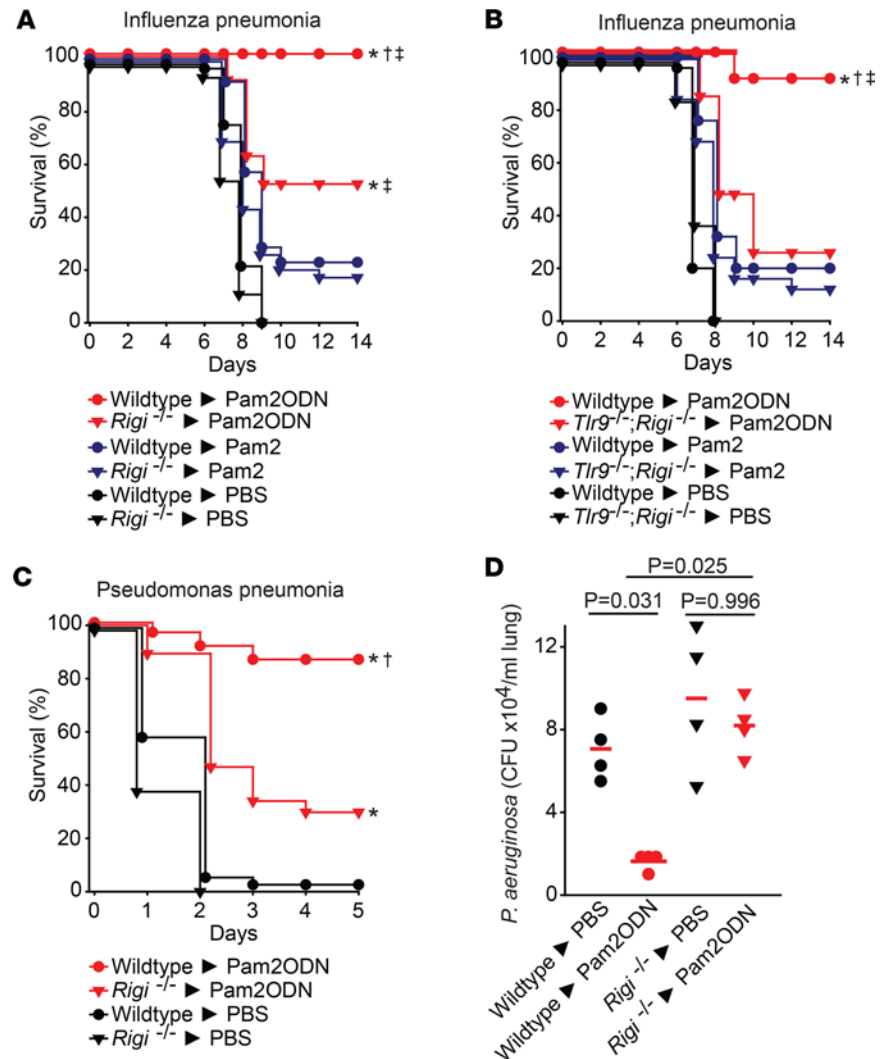 A
Influenza pneumonia
Survival (%)
100
80
60
40
20
0
* † ‡
* ‡
0 2 4 6 8 10 12 14
Days
Wildtype ► Pam2ODN
Rigi -/- ► Pam2ODN
Wildtype ► Pam2
Rigi -/- ► Pam2
Wildtype ► PBS
Rigi -/- ► PBS
B
Influenza pneumonia
Survival (%)
100
80
60
40
20
0
* † ‡
0 2 4 6 8 10 12 14
Days
Wildtype ► Pam2ODN
Tlr9-/-;Rigi-/- ► Pam2ODN
Wildtype ► Pam2
Tlr9-/-;Rigi-/- ► Pam2
Wildtype ► PBS
Tlr9-/-;Rigi-/- ► PBS
C
Pseudomonas pneumonia
Survival (%)
100
80
60
40
20
0
* †
*
0 1 2 3 4 5
Days
Wildtype ► Pam2ODN
Rigi -/- ► Pam2ODN
Wildtype ► PBS
Rigi -/- ► PBS
D
P=0.025
P=0.031 P=0.996
P. aeruginosa (CFU x10⁴/ml lung)
12
8
4
0
Wildtype ► PBS
Wildtype ► Pam2ODN
Rigi -/- ► PBS
Rigi -/- ► Pam2ODN